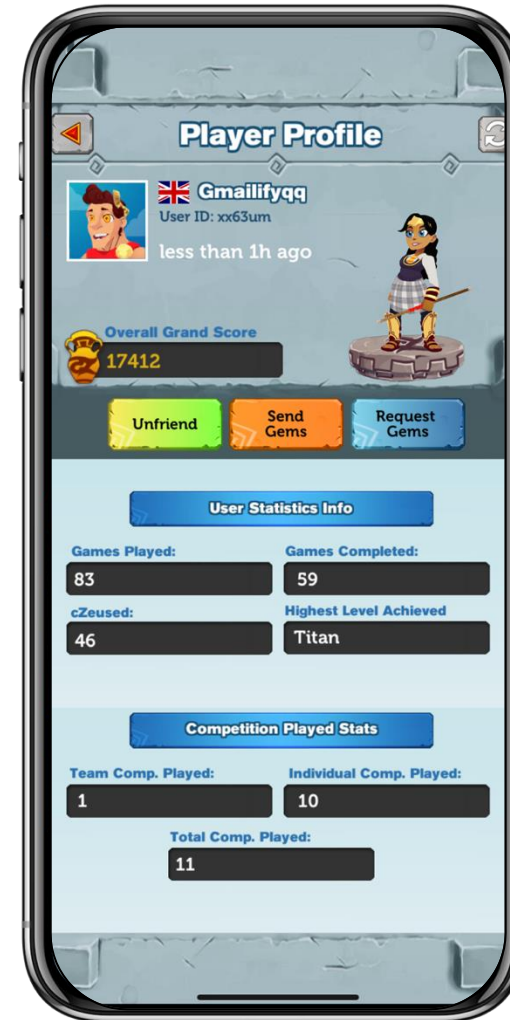 Player Profile
Gmailifyqq
User ID: xx63um
less than 1h ago
Overall Grand Score
17412
Unfriend
Send
Gems
Request
Gems
User Statistics Info
Games Played:
Games Completed:
83
59
cZeused:
Highest Level Achieved
46
Titan
Competition Played Stats
Team Comp. Played:
Individual Comp. Played:
1
10
Total Comp. Played:
11